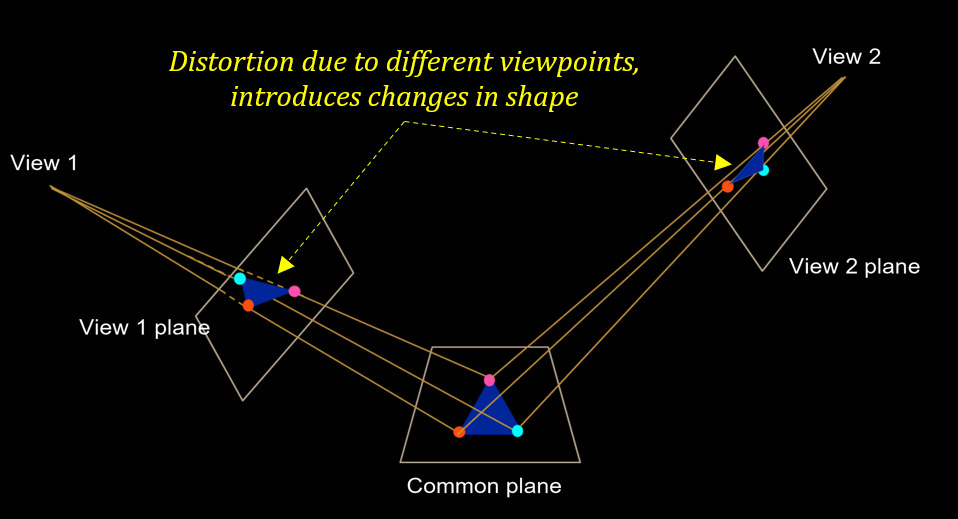 Distortion due to different viewpoints,
introduces changes in shape
View 2
View 1
View 2 plane
View 1 plane
Common plane